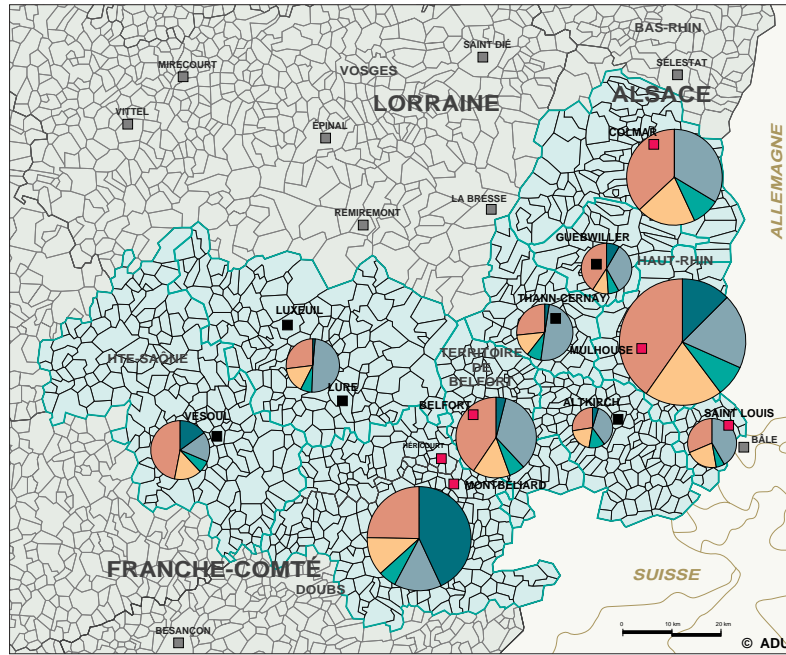 BAS-RHIN
SAINT DIÉ
MIRECOURT
VOSGES
SÉLESTAT
LORRAINE
ALSACE
VITTEL
ÉPINAL
COLMAR
ALLEMAGNE
LA BRESSE
REMIREMONT
GUEBWILLER
HAUT-RHIN
THANN-CERNAY
LUXEUIL
HTE-SAÔNE
TERRITOIRE
DE
BELFORT
MULHOUSE
LURE
BELFORT
ALTKIRCH
SAINT LOUIS
VESOUL
BÂLE
HÉRICOURT
MONTBÉLIARD
FRANCHE-COMTÉ
SUISSE
DOUBS
BESANÇON
0 10 km 20 km
© ADU